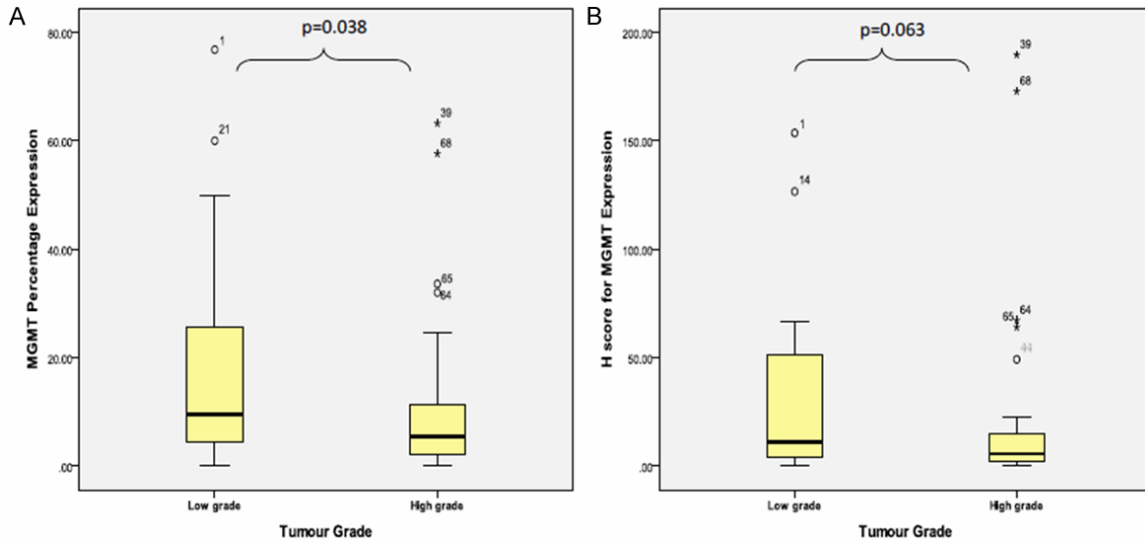 A
p=0.038
80.00
60.00
40.00
20.00
.00
MGMT Percentage Expression
1
21
39
68
65
64
Low grade
High grade
Tumour Grade
B
p=0.063
200.00
150.00
100.00
50.00
.00
H score for MGMT Expression
1
14
39
68
64
65
44
Low grade
High grade
Tumour Grade